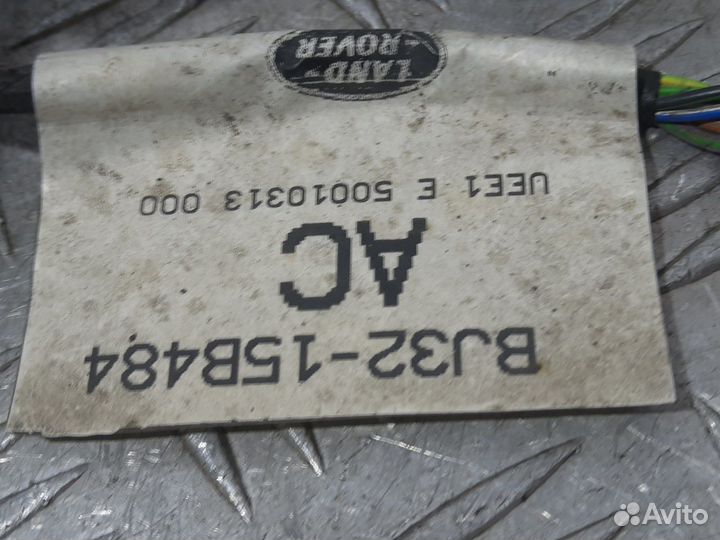 BJ32-15B484
AC
UEE1 E 50010313 000
LAND-
ROVER
Avito